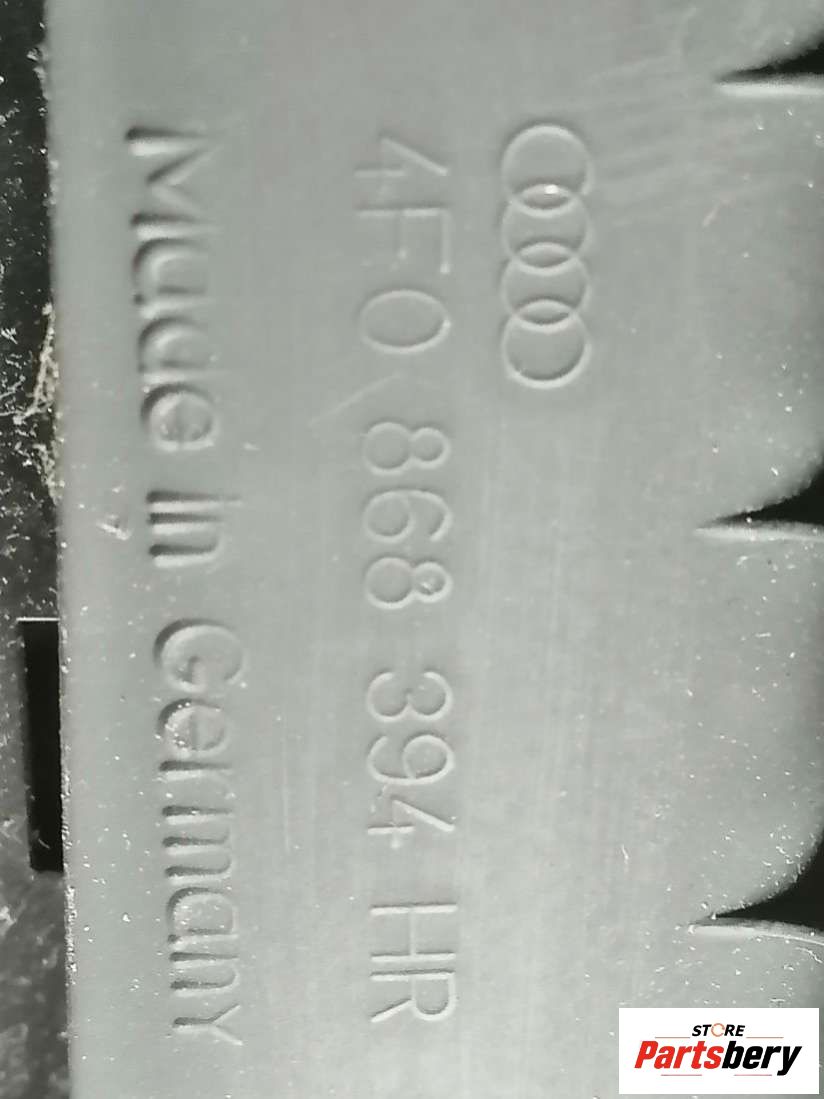 4F0 868 394 HR
Made in Germany
STORE
Partsbery